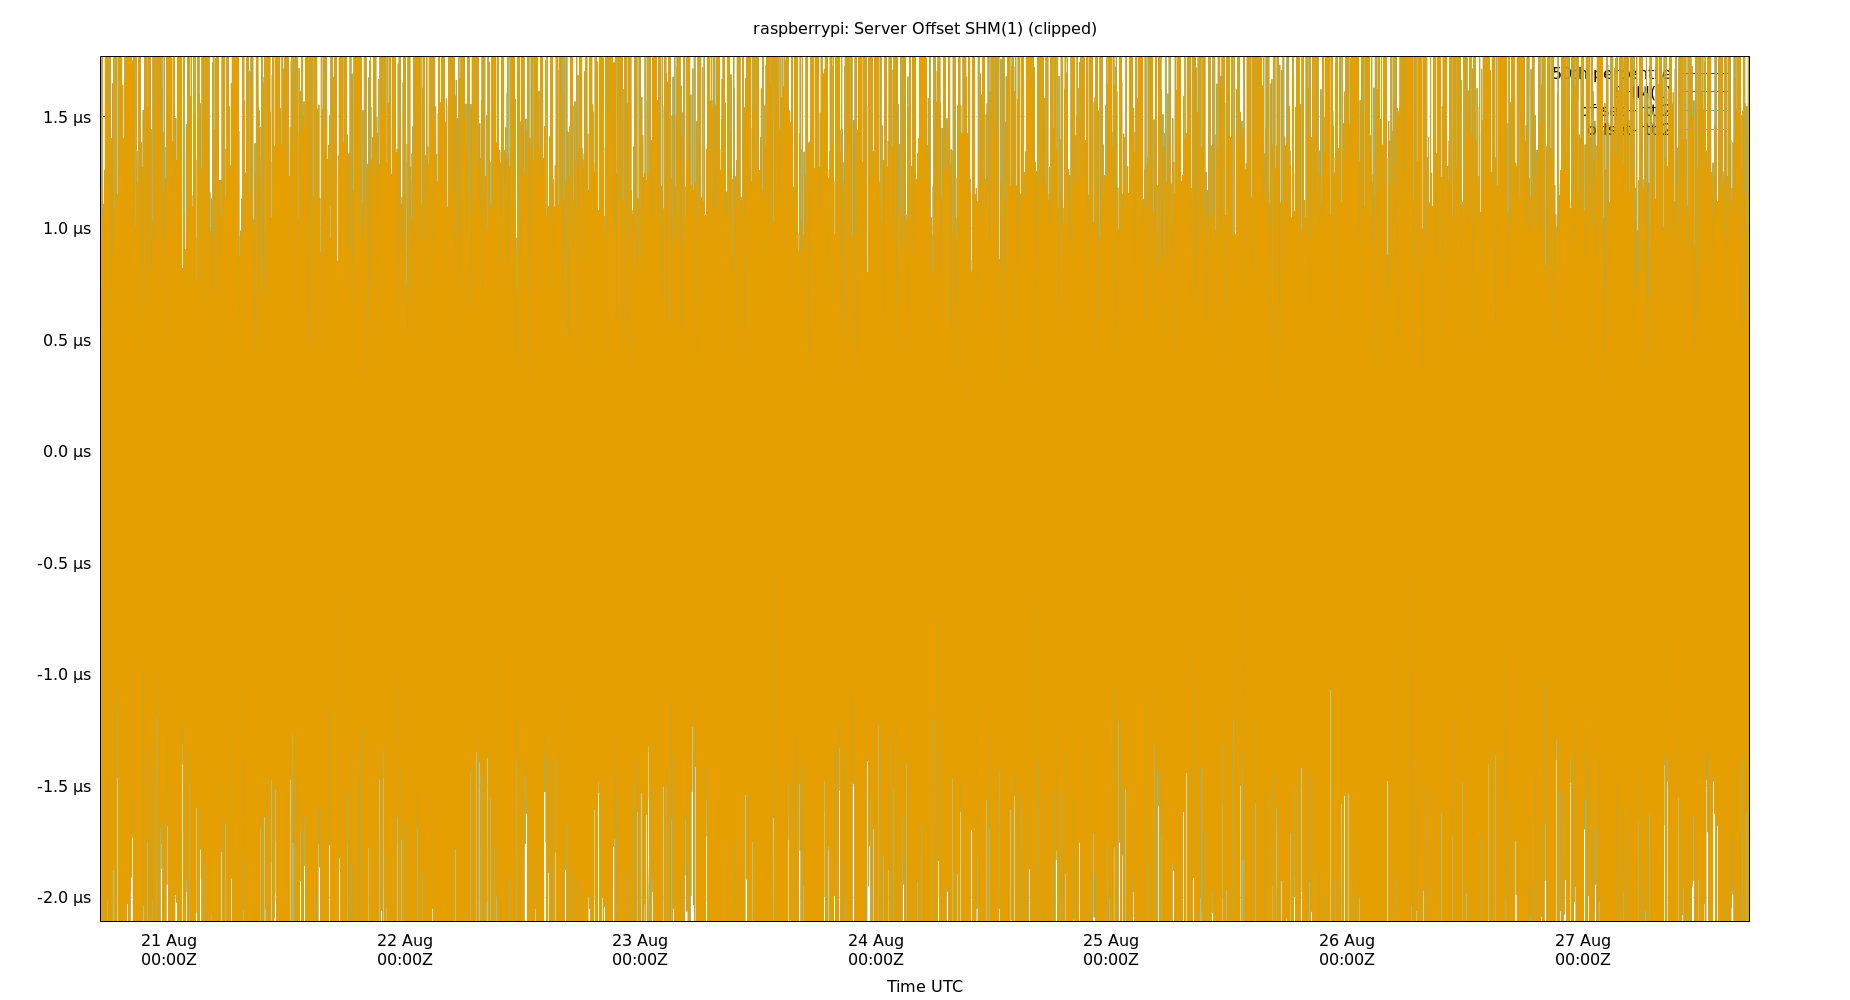 raspberrypi: Server Offset SHM(1) (clipped)
1.5 µs
1.0 µs
0.5 µs
0.0 µs
-0.5 µs
-1.0 µs
-1.5 µs
-2.0 µs
21 Aug 22 Aug 23 Aug 24 Aug 25 Aug 26 Aug 27 Aug
00:00Z 00:00Z 00:00Z 00:00Z 00:00Z 00:00Z 00:00Z
Time UTC